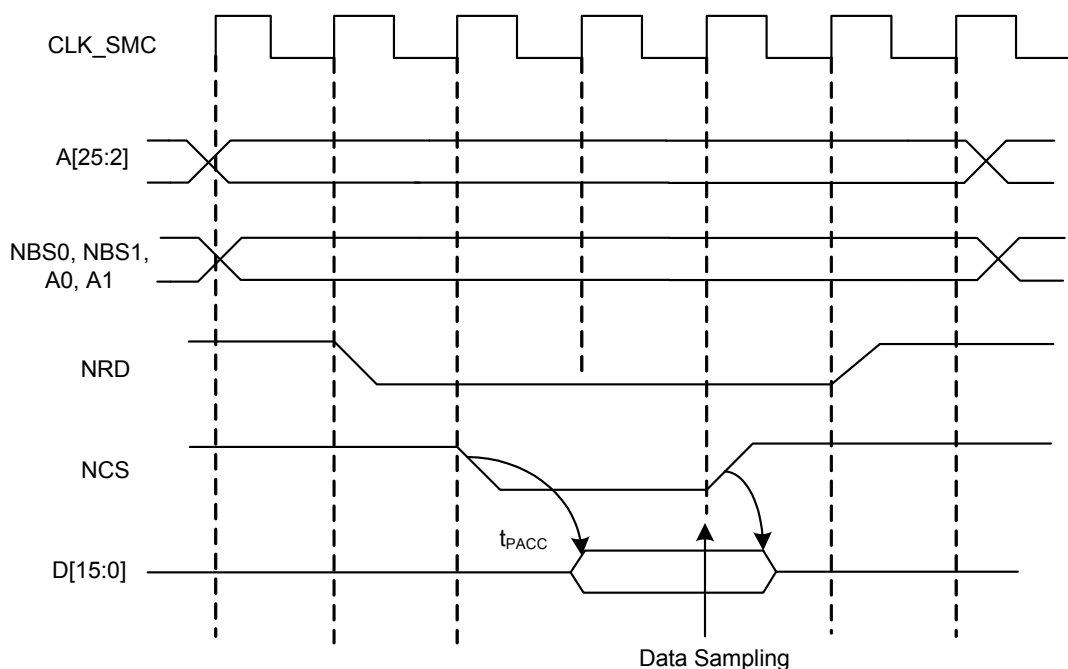 CLK_SMC
A[25:2]
NBS0, NBS1,
A0, A1
NRD
NCS
tPACC
D[15:0]
Data Sampling